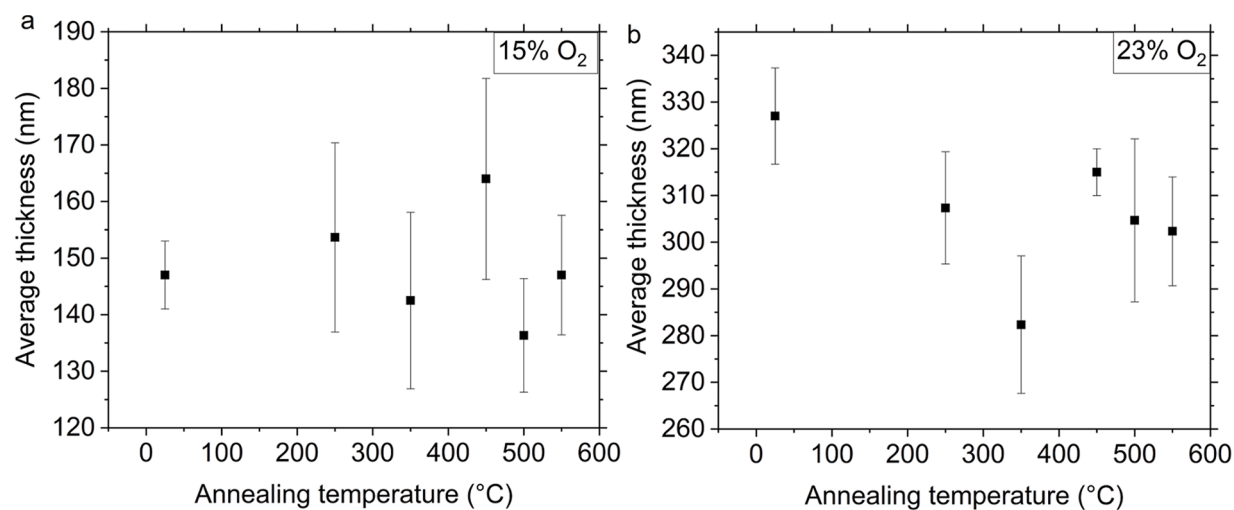 a
15% O₂
190
180
170
160
150
140
130
120
Average thickness (nm)
0 100 200 300 400 500 600
Annealing temperature (°C)
b
23% O₂
340
330
320
310
300
290
280
270
260
Average thickness (nm)
0 100 200 300 400 500 600
Annealing temperature (°C)